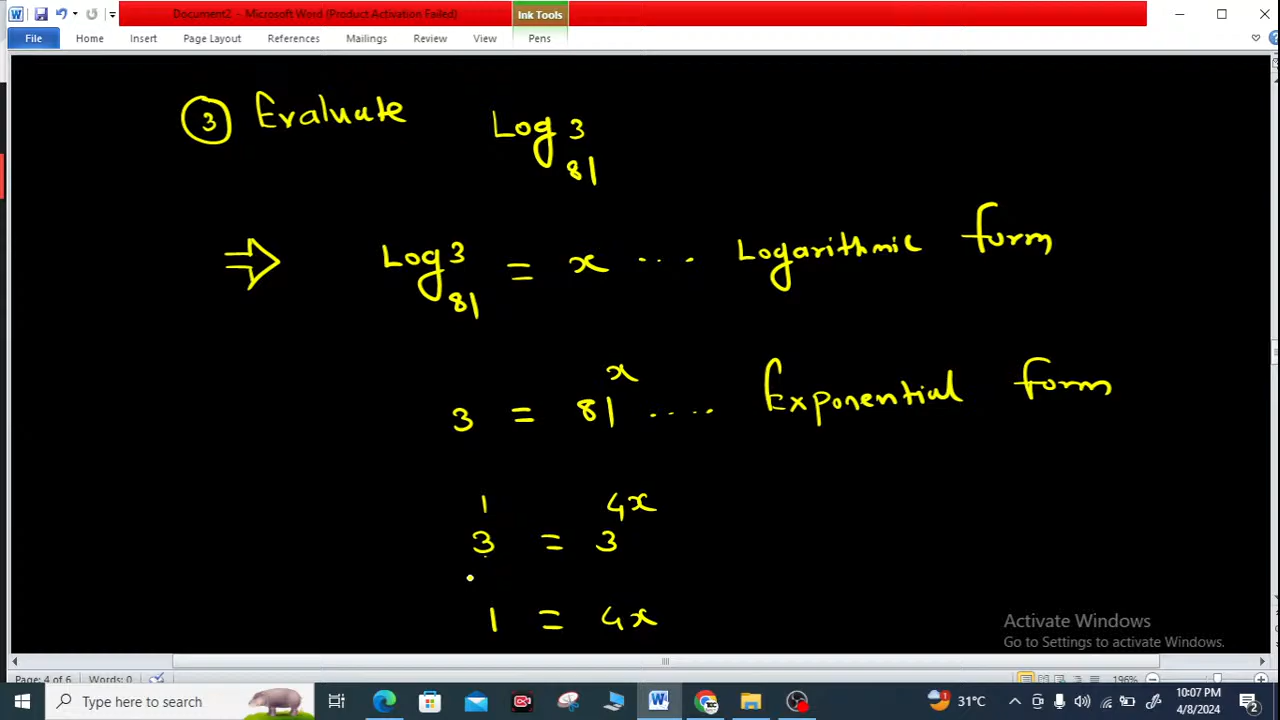 Document2 - Microsoft Word (Product Activation Failed)
Ink Tools
File Home Insert Page Layout References Mailings Review View Pens
3 Evaluate Log 3
81
⇒ Log 3 = x ... Logarithmic form
81
3 = 81^x .... Exponential form
3^1 = 3^4x
1 = 4x
Activate Windows
Go to Settings to activate Windows.
Page: 4 of 6 Words: 0 196%
Type here to search
31°C
10:07 PM
4/8/2024
2